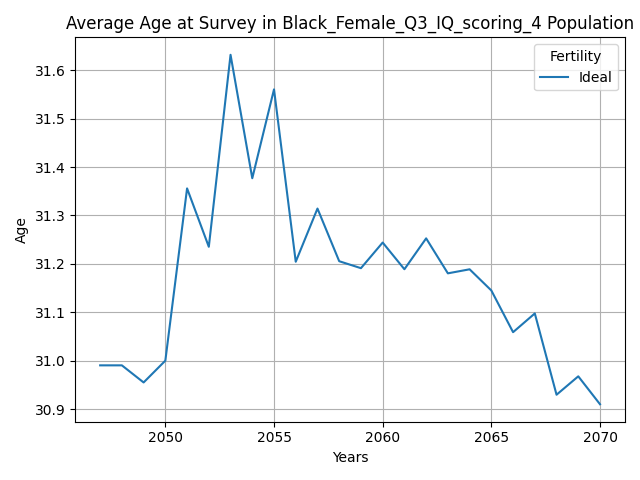 Average Age at Survey in Black_Female_Q3_IQ_scoring_4 Population
Fertility
Ideal
31.6
31.5
31.4
31.3
31.2
31.1
31.0
30.9
Age
2050 2055 2060 2065 2070
Years